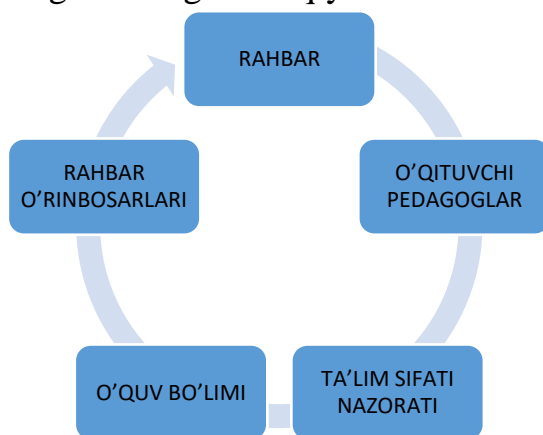 RAHBAR
O’QITUVCHI
PEDAGOGLAR
TA’LIM SIFATI
NAZORATI
O’QUV BO’LIMI
RAHBAR
O’RINBOSARLARI